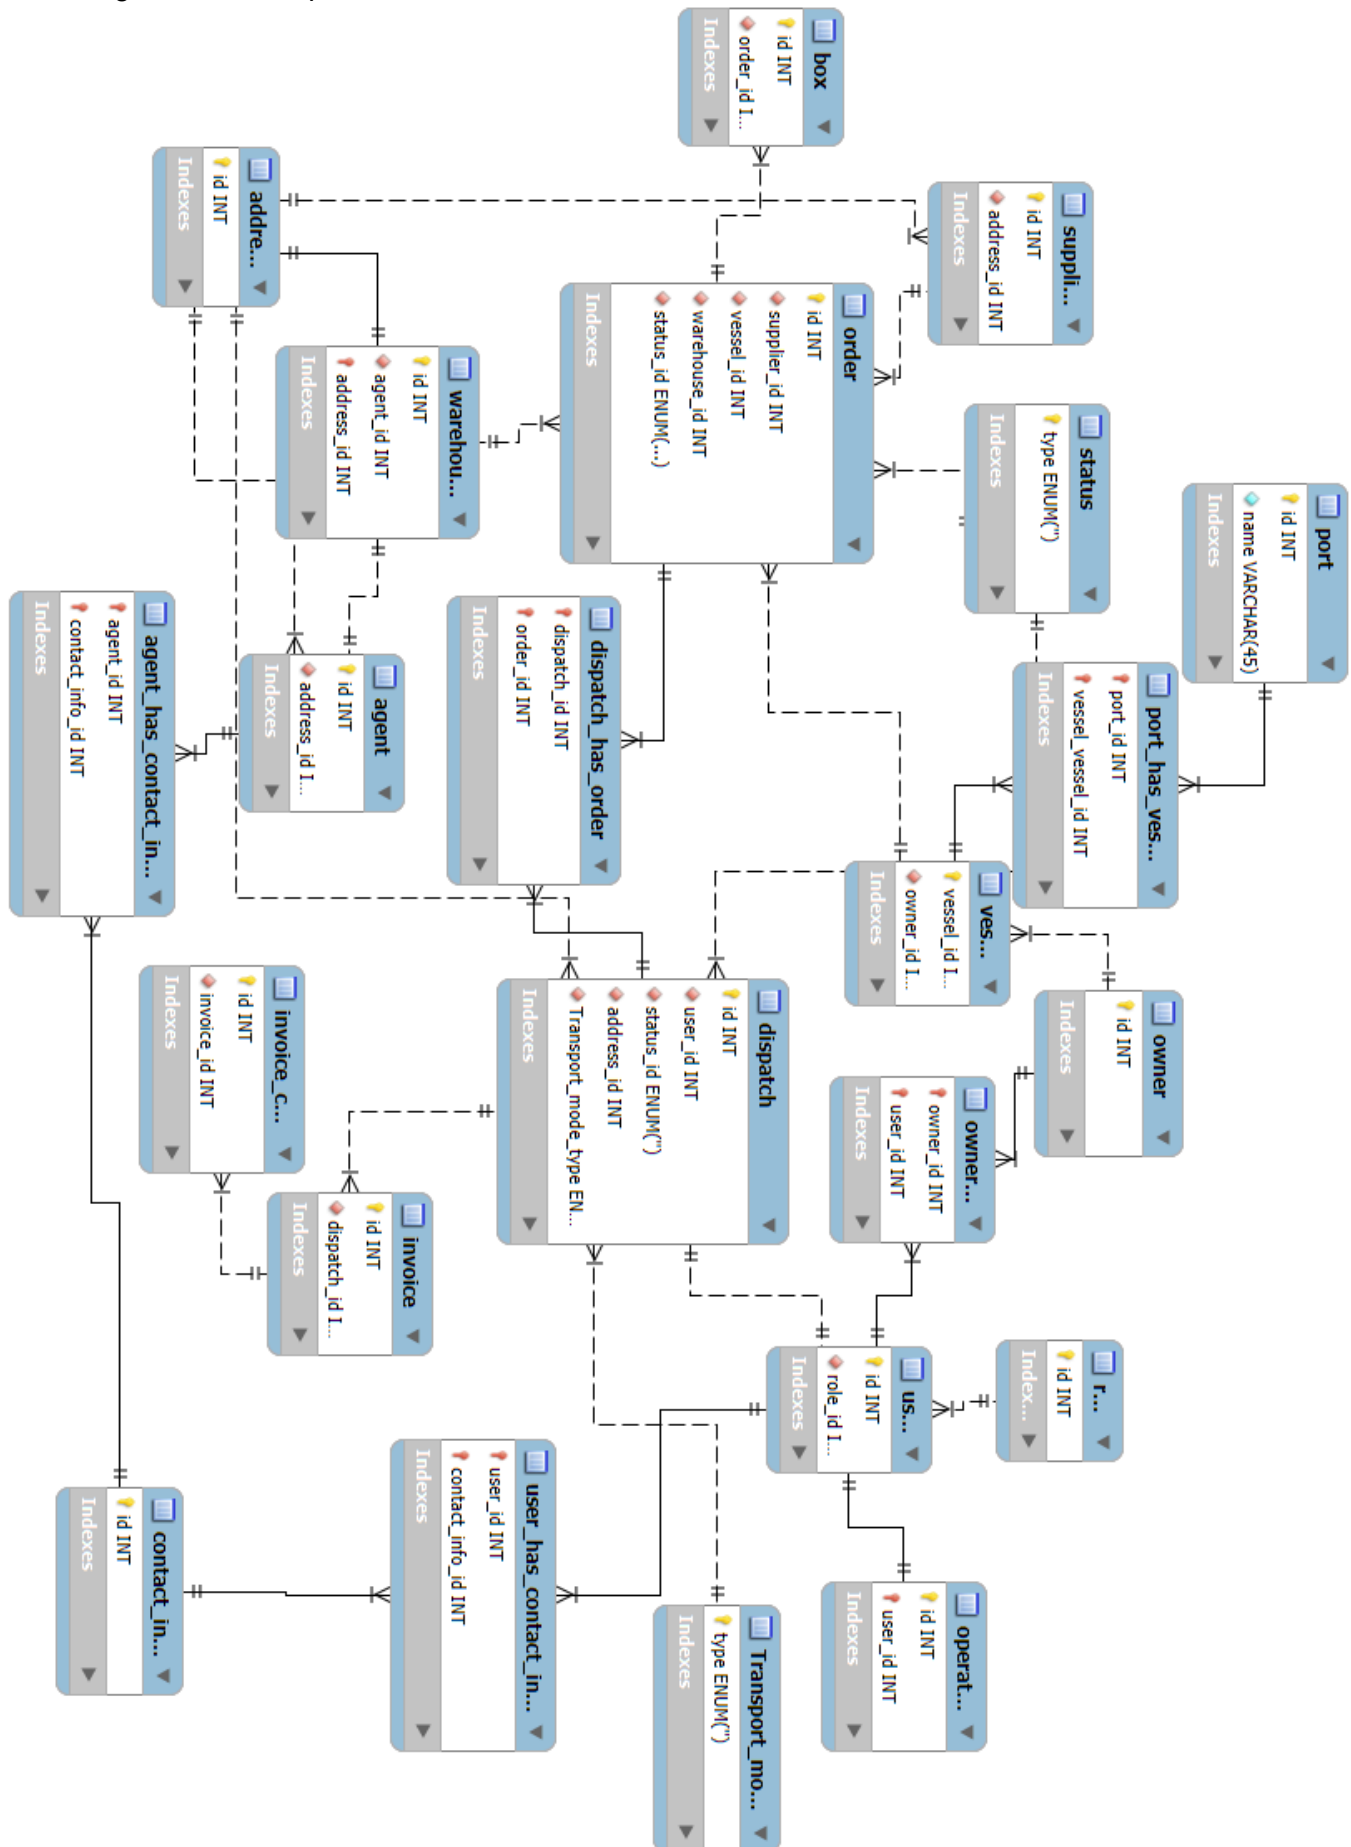 port
id INT
name VARCHAR(45)
Indexes
port_has_ves...
port_id INT
vessel_vessel_id INT
Indexes
owner
id INT
Indexes
r...
id INT
Index...
suppli...
id INT
address_id INT
Indexes
status
type ENUM('')
Indexes
ves...
vessel_id I...
owner_id I...
Indexes
owner...
owner_id INT
user_id INT
Indexes
us...
id INT
role_id I...
Indexes
operat...
id INT
user_id INT
Indexes
box
id INT
order_id I...
Indexes
order
id INT
supplier_id INT
vessel_id INT
warehouse_id INT
status_id ENUM(...)
Indexes
dispatch
id INT
user_id INT
status_id ENUM('')
address_id INT
Transport_mode_type EN...
Indexes
Transport_mo...
type ENUM('')
Indexes
dispatch_has_order
dispatch_id INT
order_id INT
Indexes
user_has_contact_in...
user_id INT
contact_info_id INT
Indexes
warehou...
id INT
agent_id INT
address_id INT
Indexes
agent
id INT
address_id I...
Indexes
invoice
id INT
dispatch_id I...
Indexes
addre...
id INT
Indexes
invoice_c...
id INT
invoice_id INT
Indexes
agent_has_contact_in...
agent_id INT
contact_info_id INT
Indexes
contact_in...
id INT
Indexes